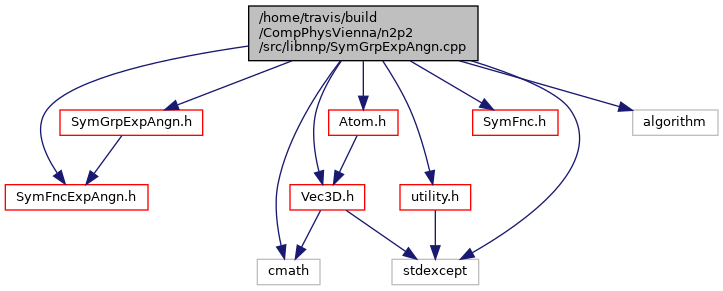 /home/travis/build
/CompPhysVienna/n2p2
/src/libnnp/SymGrpExpAngn.cpp
SymGrpExpAngn.h
Atom.h
SymFnc.h
algorithm
SymFncExpAngn.h
Vec3D.h
utility.h
cmath
stdexcept